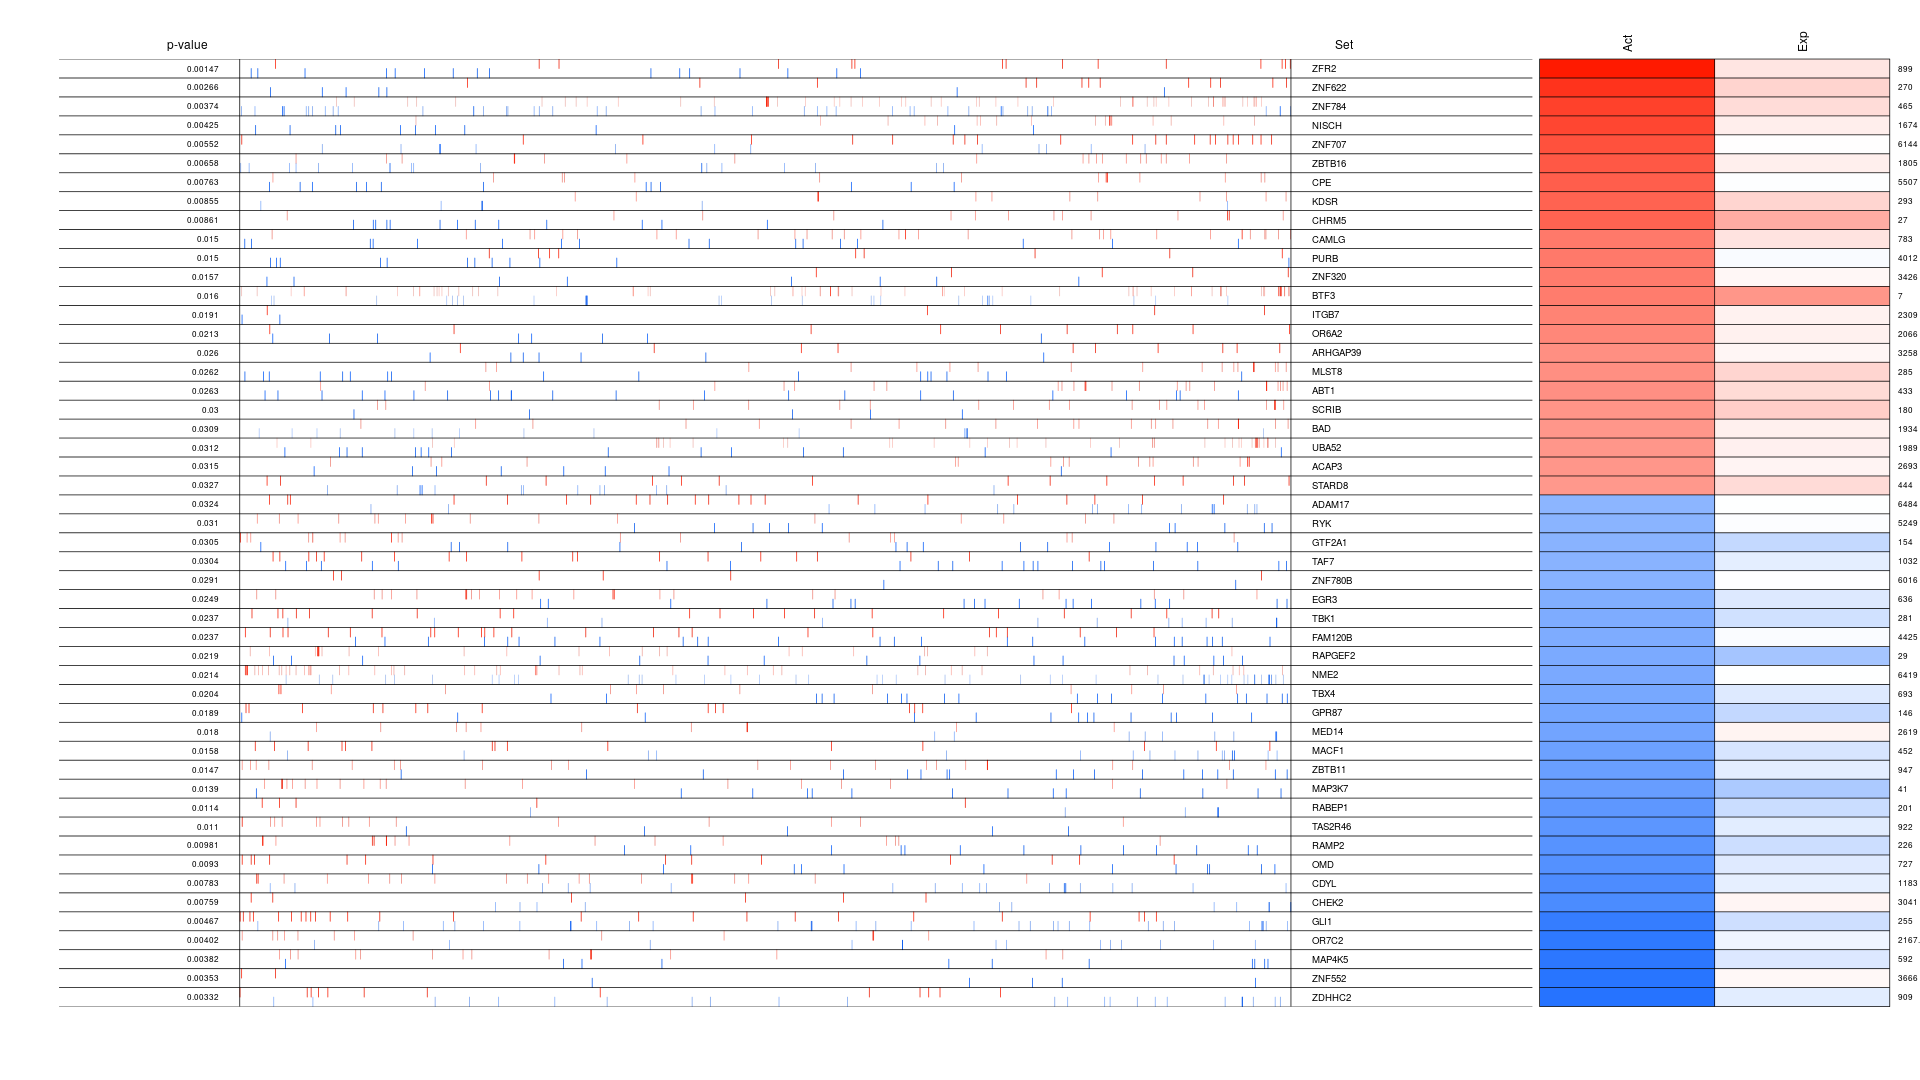 p-value Set Act Exp
0.00147 ZFR2 899
0.00266 ZNF622 270
0.00374 ZNF784 465
0.00425 NISCH 1674
0.00552 ZNF707 6144
0.00658 ZBTB16 1805
0.00763 CPE 5507
0.00855 KDSR 293
0.00861 CHRM5 27
0.015 CAMLG 783
0.015 PURB 4012
0.0157 ZNF320 3426
0.016 BTF3 7
0.0191 ITGB7 2309
0.0213 OR6A2 2066
0.026 ARHGAP39 3258
0.0262 MLST8 285
0.0263 ABT1 433
0.03 SCRIB 180
0.0309 BAD 1934
0.0312 UBA52 1989
0.0315 ACAP3 2693
0.0327 STARD8 444
0.0324 ADAM17 6484
0.031 RYK 5249
0.0305 GTF2A1 154
0.0304 TAF7 1032
0.0291 ZNF780B 6016
0.0249 EGR3 636
0.0237 TBK1 281
0.0237 FAM120B 4425
0.0219 RAPGEF2 29
0.0214 NME2 6419
0.0204 TBX4 693
0.0189 GPR87 146
0.018 MED14 2619
0.0158 MACF1 452
0.0147 ZBTB11 947
0.0139 MAP3K7 41
0.0114 RABEP1 201
0.011 TAS2R46 922
0.00981 RAMP2 226
0.0093 OMD 727
0.00783 CDYL 1183
0.00759 CHEK2 3041
0.00467 GLI1 255
0.00402 OR7C2 2167.
0.00382 MAP4K5 592
0.00353 ZNF552 3666
0.00332 ZDHHC2 909